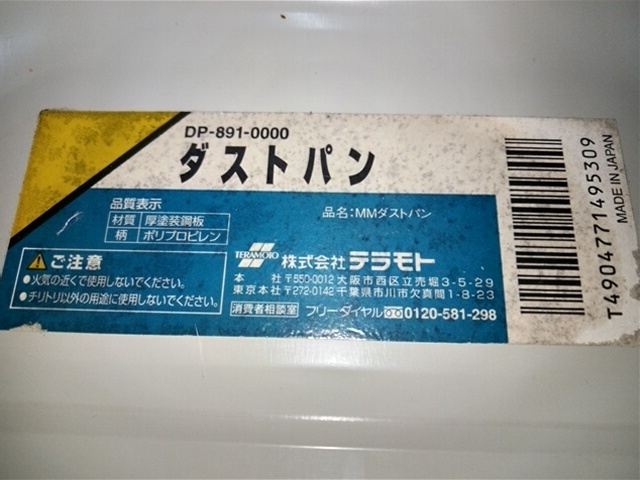 DP-891-0000
ダストパン
品質表示
材質 厚塗装鋼板
柄 ポリプロピレン
品名:MMダストパン
⚠ご注意
●火気の近くで使用しないでください。
●チリトリ以外の用途に使用しないでください。
TERAMOTO 株式会社テラモト
本　社 〒550-0012 大阪市西区立売堀3-5-29
東京本社 〒272-0142 千葉県市川市欠真間1-8-23
消費者相談室 フリーダイヤル 0120-581-298
T4904771495309
MADE IN JAPAN